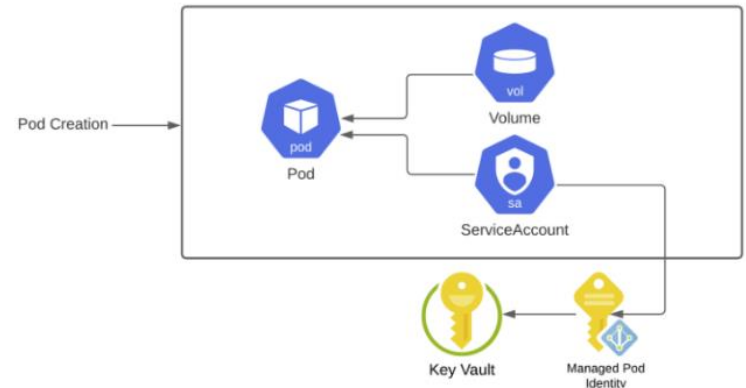 vol
Volume
Pod Creation
pod
Pod
sa
ServiceAccount
Key Vault
Managed Pod
Identity